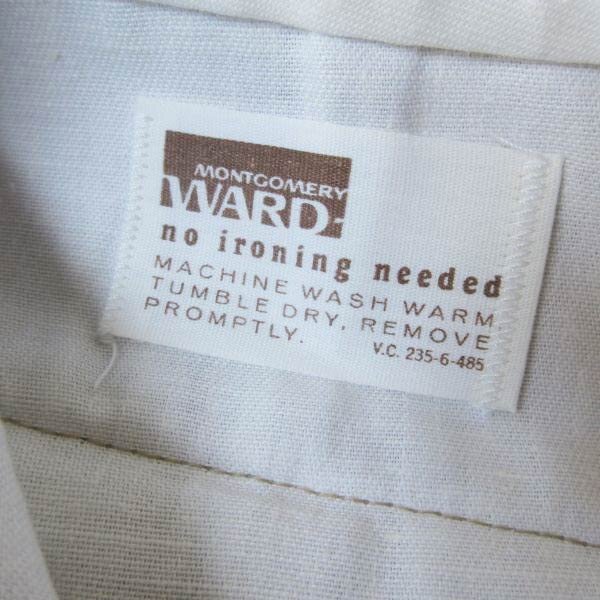 MONTGOMERY
WARD
no ironing needed
MACHINE WASH WARM
TUMBLE DRY, REMOVE
PROMPTLY. V.C. 235-6-485